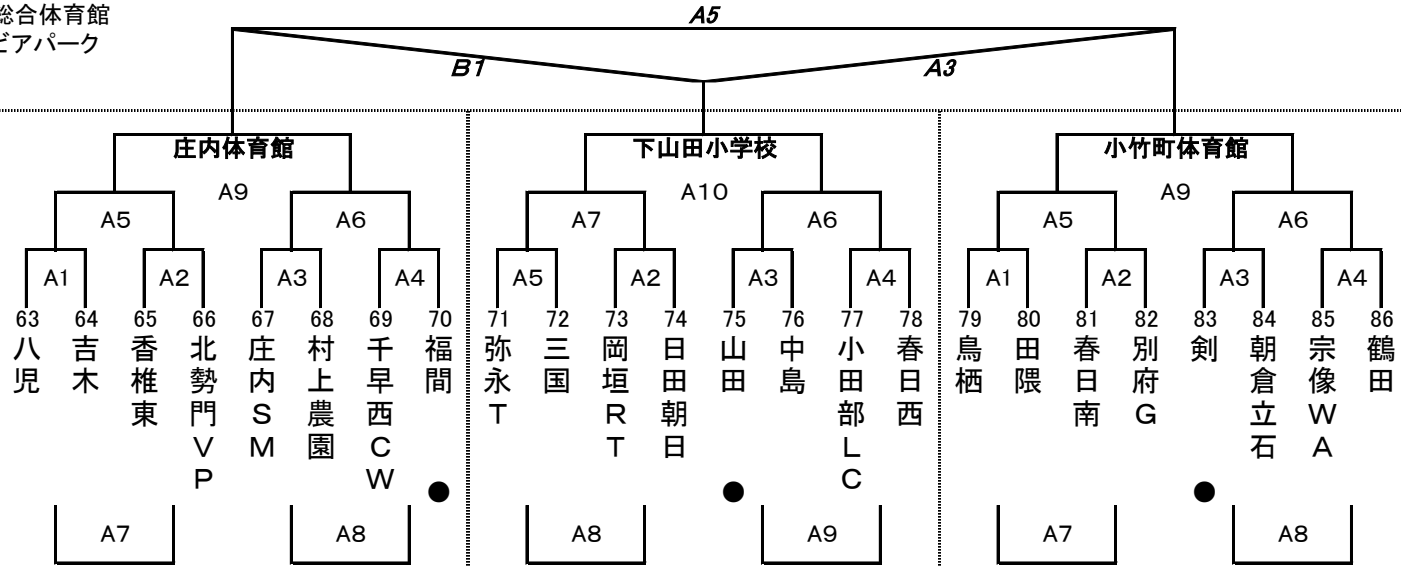 総合体育館
ビアパーク
A5
B1
A3
庄内体育館
下山田小学校
小竹町体育館
A9
A10
A9
A5
A6
A7
A6
A5
A6
A1
A2
A3
A4
A5
A2
A3
A4
A1
A2
A3
A4
63
64
65
66
67
68
69
70
71
72
73
74
75
76
77
78
79
80
81
82
83
84
85
86
八児
吉木
香椎東
北勢門VP
庄内SM
村上農園
千早西CW
福間
弥永T
三国
岡垣RT
日田朝日
山田
中島
小田部LC
春日西
鳥栖
田隈
春日南
別府G
剣
朝倉立石
宗像WA
鶴田
A7
A8
A8
A9
A7
A8